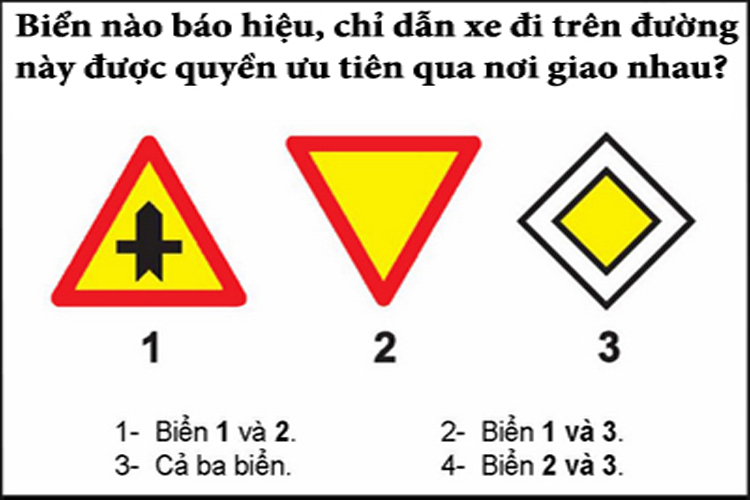 Biển nào báo hiệu, chỉ dẫn xe đi trên đường
này được quyền ưu tiên qua nơi giao nhau?
1 2 3
1- Biển 1 và 2. 2- Biển 1 và 3.
3- Cả ba biển. 4- Biển 2 và 3.